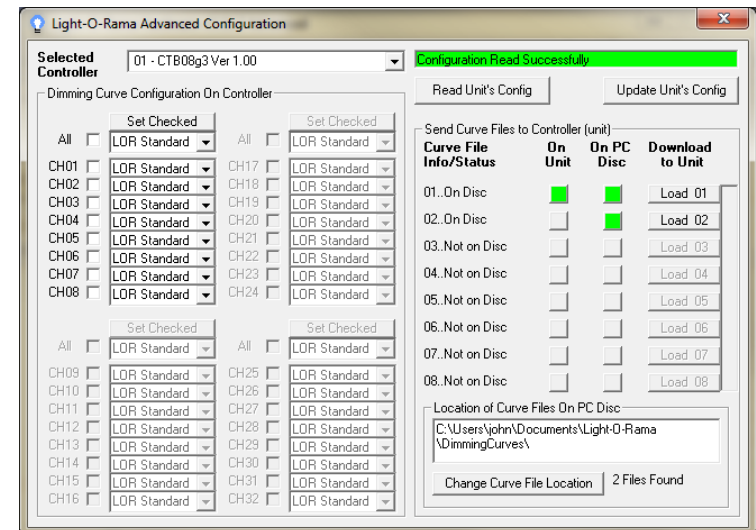 Light-O-Rama Advanced Configuration
Selected Controller
01 - CTB08g3 Ver 1.00
Dimming Curve Configuration On Controller
Set Checked Set Checked
All LOR Standard All LOR Standard
CH01 LOR Standard CH17 LOR Standard
CH02 LOR Standard CH18 LOR Standard
CH03 LOR Standard CH19 LOR Standard
CH04 LOR Standard CH20 LOR Standard
CH05 LOR Standard CH21 LOR Standard
CH06 LOR Standard CH22 LOR Standard
CH07 LOR Standard CH23 LOR Standard
CH08 LOR Standard CH24 LOR Standard
Set Checked Set Checked
All LOR Standard All LOR Standard
CH09 LOR Standard CH25 LOR Standard
CH10 LOR Standard CH26 LOR Standard
CH11 LOR Standard CH27 LOR Standard
CH12 LOR Standard CH28 LOR Standard
CH13 LOR Standard CH29 LOR Standard
CH14 LOR Standard CH30 LOR Standard
CH15 LOR Standard CH31 LOR Standard
CH16 LOR Standard CH32 LOR Standard
Configuration Read Successfully
Read Unit's Config Update Unit's Config
Send Curve Files to Controller (unit)
Curve File On On PC Download
Info/Status Unit Disc to Unit
01..On Disc Load 01
02..On Disc Load 02
03..Not on Disc Load 03
04..Not on Disc Load 04
05..Not on Disc Load 05
06..Not on Disc Load 06
07..Not on Disc Load 07
08..Not on Disc Load 08
Location of Curve Files On PC Disc
C:\Users\john\Documents\Light-O-Rama
\DimmingCurves\
Change Curve File Location 2 Files Found